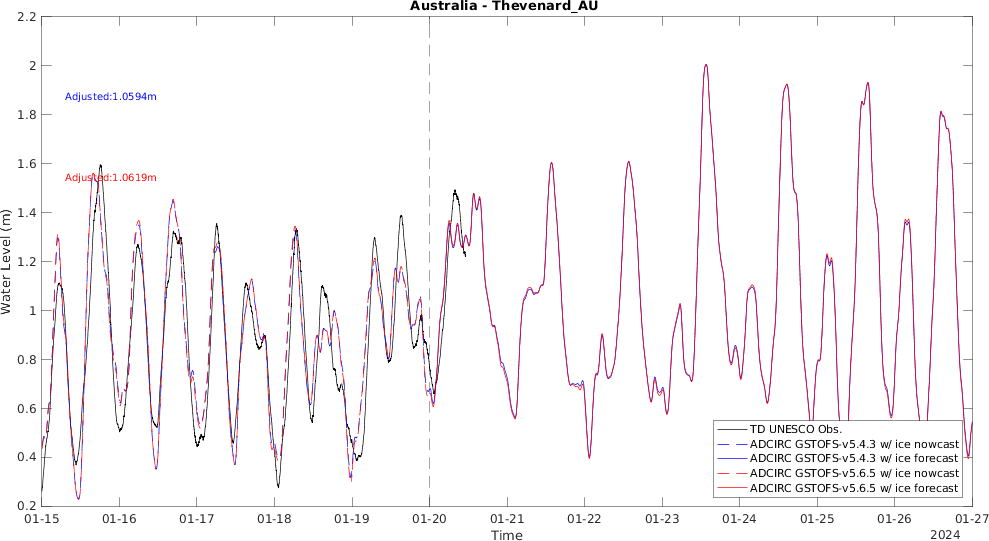 Australia - Thevenard_AU
2.2
2
1.8
1.6
1.4
1.2
1
0.8
0.6
0.4
0.2
Water Level (m)
Adjusted:1.0594m
Adjusted:1.0619m
TD UNESCO Obs.
ADCIRC GSTOFS-v5.4.3 w/ ice nowcast
ADCIRC GSTOFS-v5.4.3 w/ ice forecast
ADCIRC GSTOFS-v5.6.5 w/ ice nowcast
ADCIRC GSTOFS-v5.6.5 w/ ice forecast
01-15 01-16 01-17 01-18 01-19 01-20 01-21 01-22 01-23 01-24 01-25 01-26 01-27
Time
2024